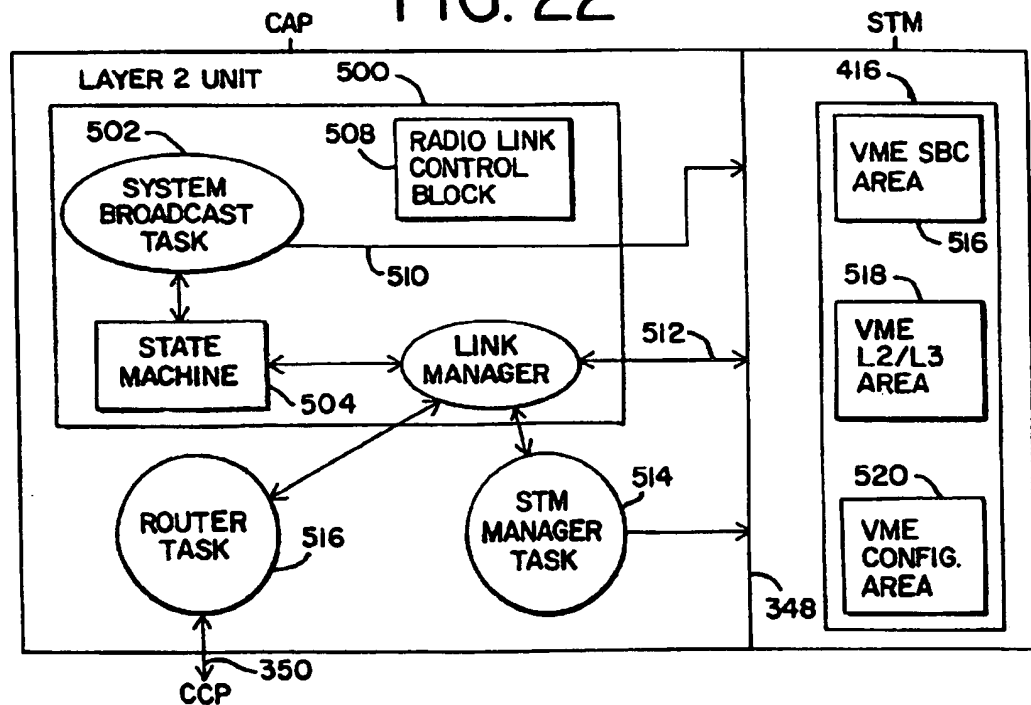 FIG. 22
CAP
STM
LAYER 2 UNIT
500
416
502
508
RADIO LINK
CONTROL
BLOCK
VME SBC
AREA
SYSTEM
BROADCAST
TASK
516
510
518
STATE
MACHINE
LINK
MANAGER
512
VME
L2/L3
AREA
504
514
520
ROUTER
TASK
516
STM
MANAGER
TASK
VME
CONFIG.
AREA
348
350
CCP